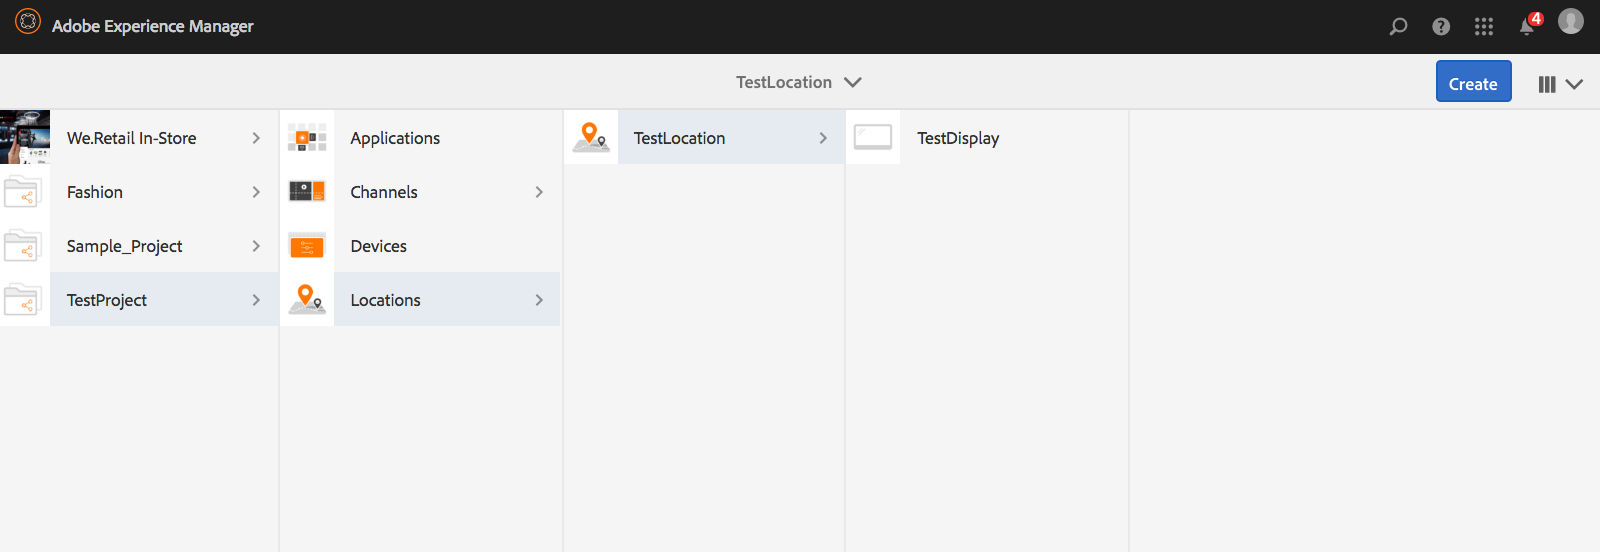 Adobe Experience Manager
4
TestLocation
Create
We.Retail In-Store
Fashion
Sample_Project
TestProject
Applications
Channels
Devices
Locations
TestLocation
TestDisplay